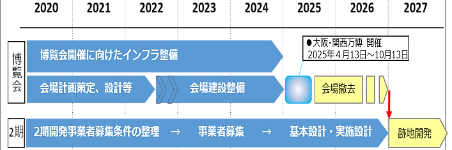 2020 2021 2022 2023 2024 2025 2026 2027
●大阪・関西万博 開催
2025年4月13日～10月13日
博覧会
博覧会開催に向けたインフラ整備
会場計画策定、設計等 会場建設整備 会場撤去
2期 2期開発事業者募集条件の整理 → 事業者募集 → 基本設計・実施設計 跡地開発